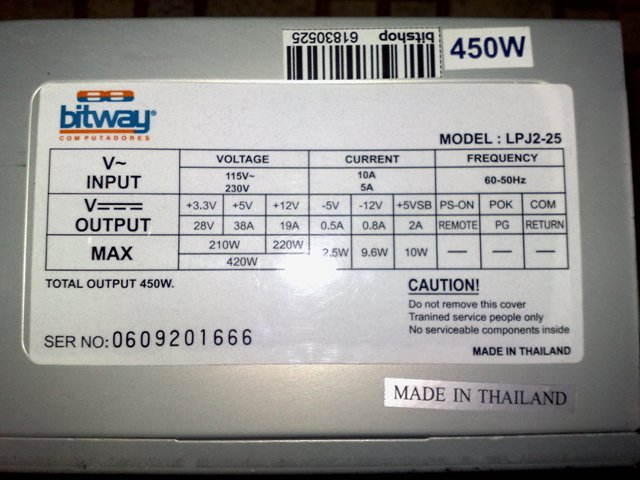 bitshop
61830525
450W
bitway®
COMPUTADORES
MODEL : LPJ2-25
V~ INPUT VOLTAGE CURRENT FREQUENCY
115V~ 230V 10A 5A 60-50Hz
V OUTPUT +3.3V +5V +12V -5V -12V +5VSB PS-ON POK COM
28V 38A 19A 0.5A 0.8A 2A REMOTE PG RETURN
MAX 210W 220W 2.5W 9.6W 10W — — —
420W
TOTAL OUTPUT 450W.
CAUTION!
Do not remove this cover
Tranined service people only
No serviceable components inside
SER NO: 0609201666
MADE IN THAILAND
MADE IN THAILAND